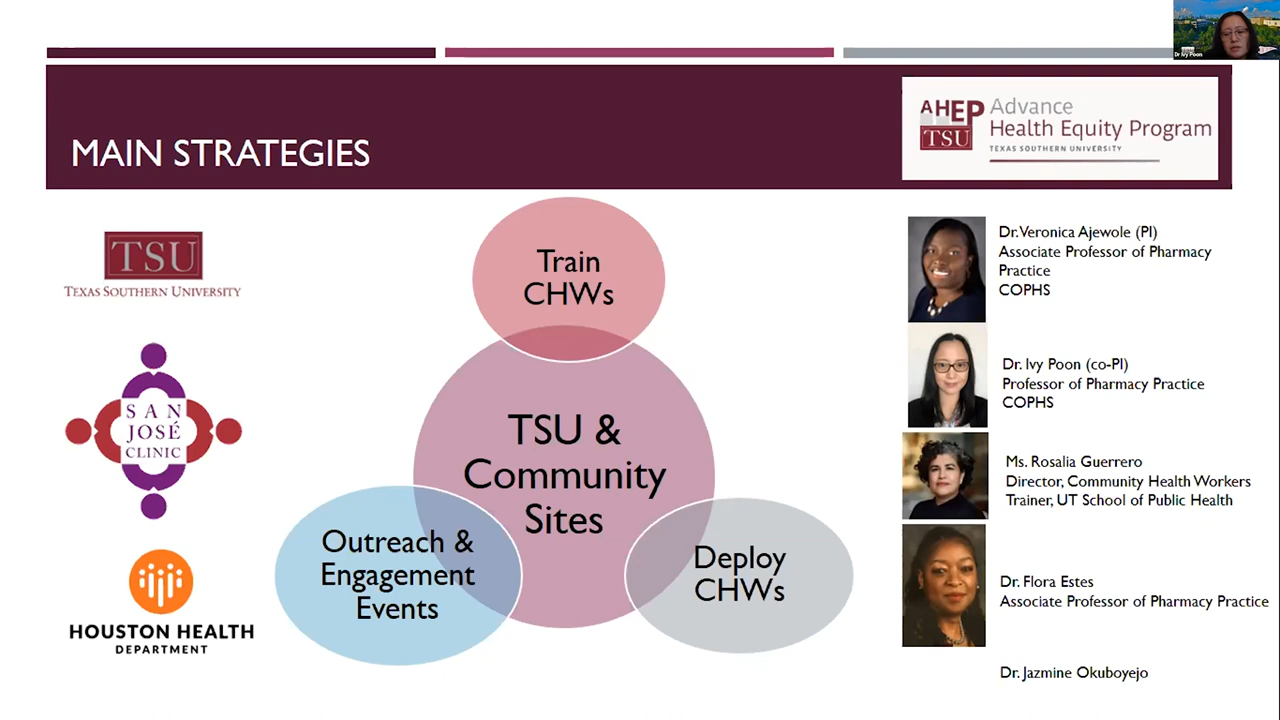 Dr Ivy Poon
MAIN STRATEGIES
AHEP
TSU
Advance
Health Equity Program
TEXAS SOUTHERN UNIVERSITY
TSU
TEXAS SOUTHERN UNIVERSITY
SAN
JOSÉ
CLINIC
HOUSTON HEALTH
DEPARTMENT
Train
CHWs
TSU &
Community
Sites
Outreach &
Engagement
Events
Deploy
CHWs
Dr.Veronica Ajewole (PI)
Associate Professor of Pharmacy
Practice
COPHS
Dr. Ivy Poon (co-PI)
Professor of Pharmacy Practice
COPHS
Ms. Rosalia Guerrero
Director, Community Health Workers
Trainer, UT School of Public Health
Dr. Flora Estes
Associate Professor of Pharmacy Practice
Dr. Jazmine Okuboyejo